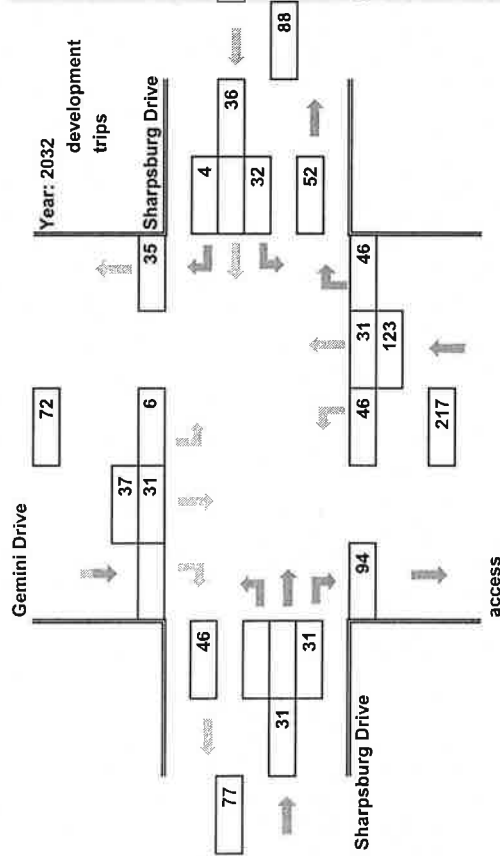 Year: 2032
development
trips
Gemini Drive
72
37
31
6
35
Sharpsburg Drive
46
4
36
32
88
77
31
31
52
Sharpsburg Drive
94
46
31
46
123
217
access